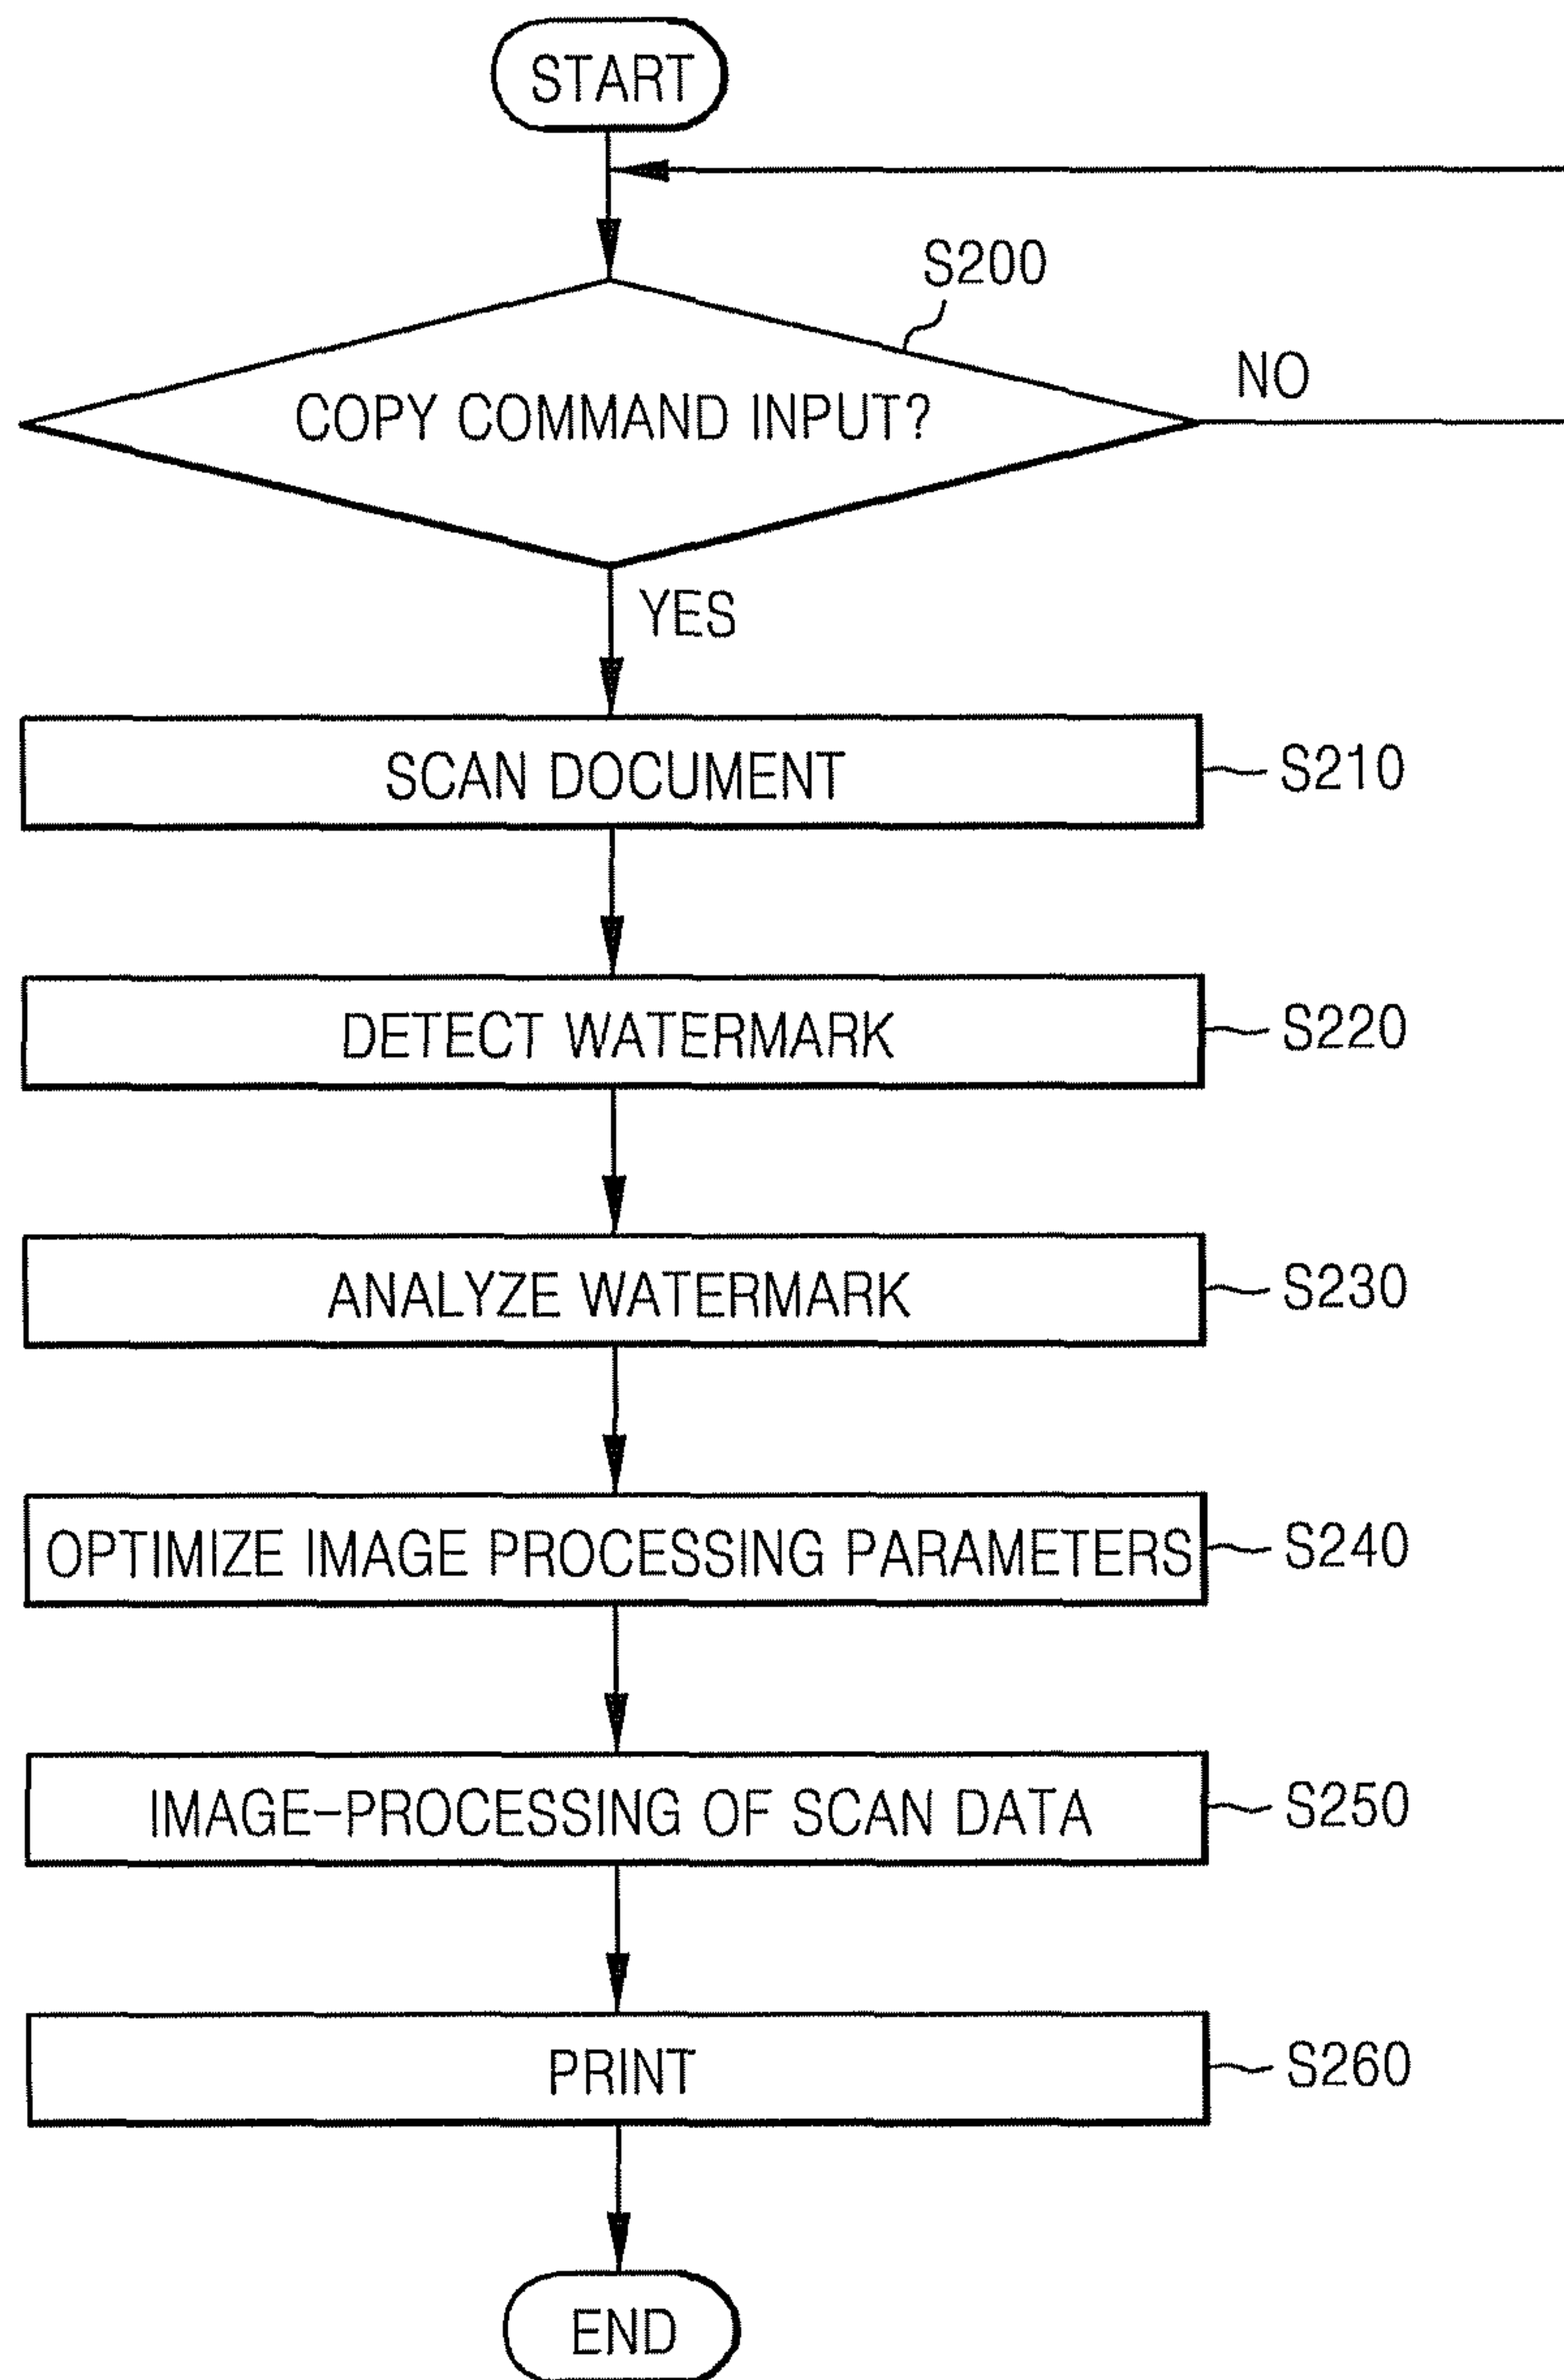 START
S200
COPY COMMAND INPUT?
NO
YES
SCAN DOCUMENT
S210
DETECT WATERMARK
S220
ANALYZE WATERMARK
S230
OPTIMIZE IMAGE PROCESSING PARAMETERS
S240
IMAGE-PROCESSING OF SCAN DATA
S250
PRINT
S260
END